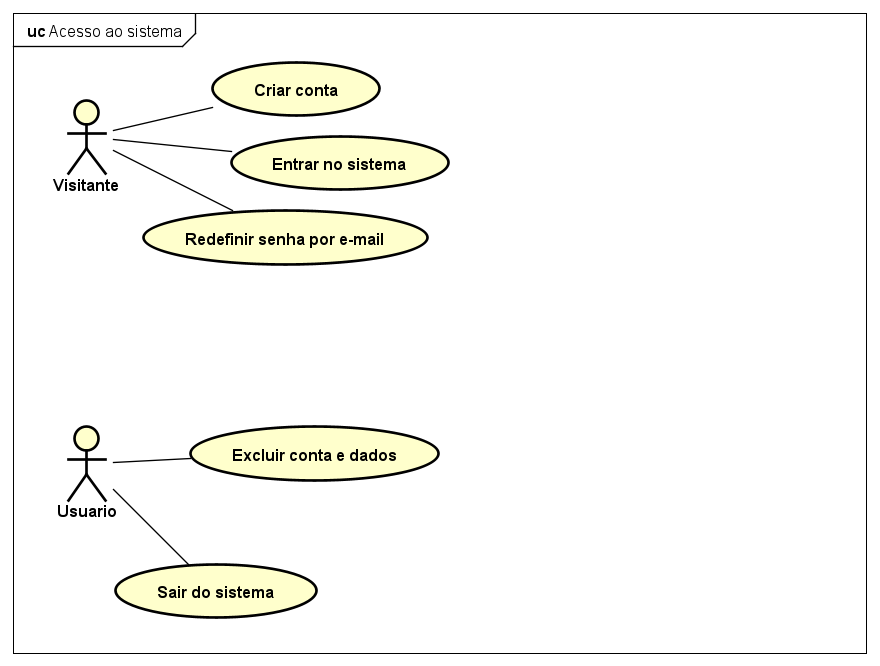 uc Acesso ao sistema
Criar conta
Entrar no sistema
Visitante
Redefinir senha por e-mail
Excluir conta e dados
Usuario
Sair do sistema